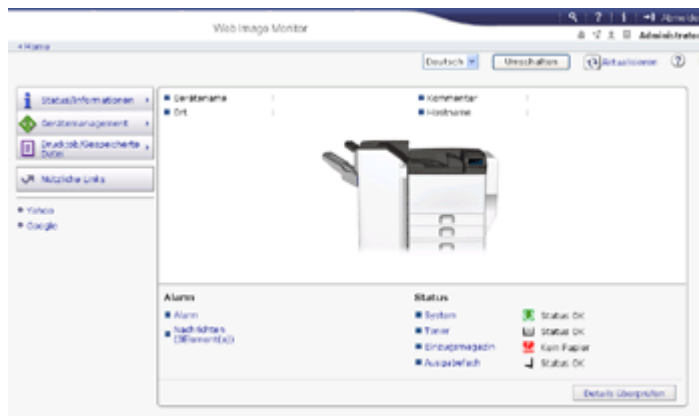 Web Image Monitor
Abmelde
Administrator
Home
Deutsch
Umschalten
Aktualisieren
Status/Informationen
Gerätemanagement
Druckjob/Gespeicherte Datei
Nützliche Links
Yahoo
Google
Gerätename :
Kommentar :
Ort :
Hostname :
Alarm
Status
Alarm
Nachrichten
(3Element(e))
System Status OK
Toner Status OK
Einzugsmagazin Kein Papier
Ausgabefach Status OK
Details überprüfen